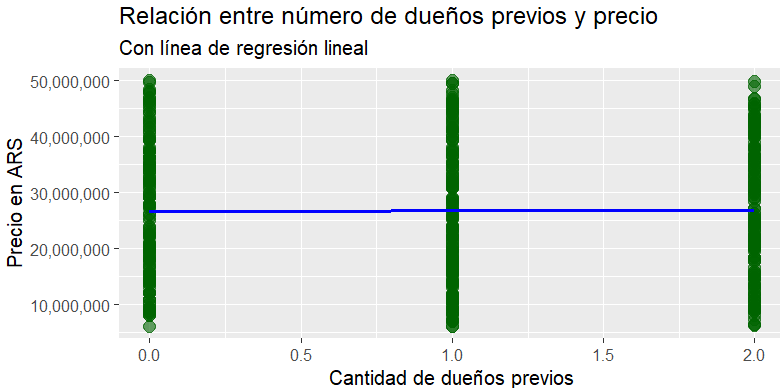 Relación entre número de dueños previos y precio
Con línea de regresión lineal
Precio en ARS
50,000,000
40,000,000
30,000,000
20,000,000
10,000,000
0.0 0.5 1.0 1.5 2.0
Cantidad de dueños previos